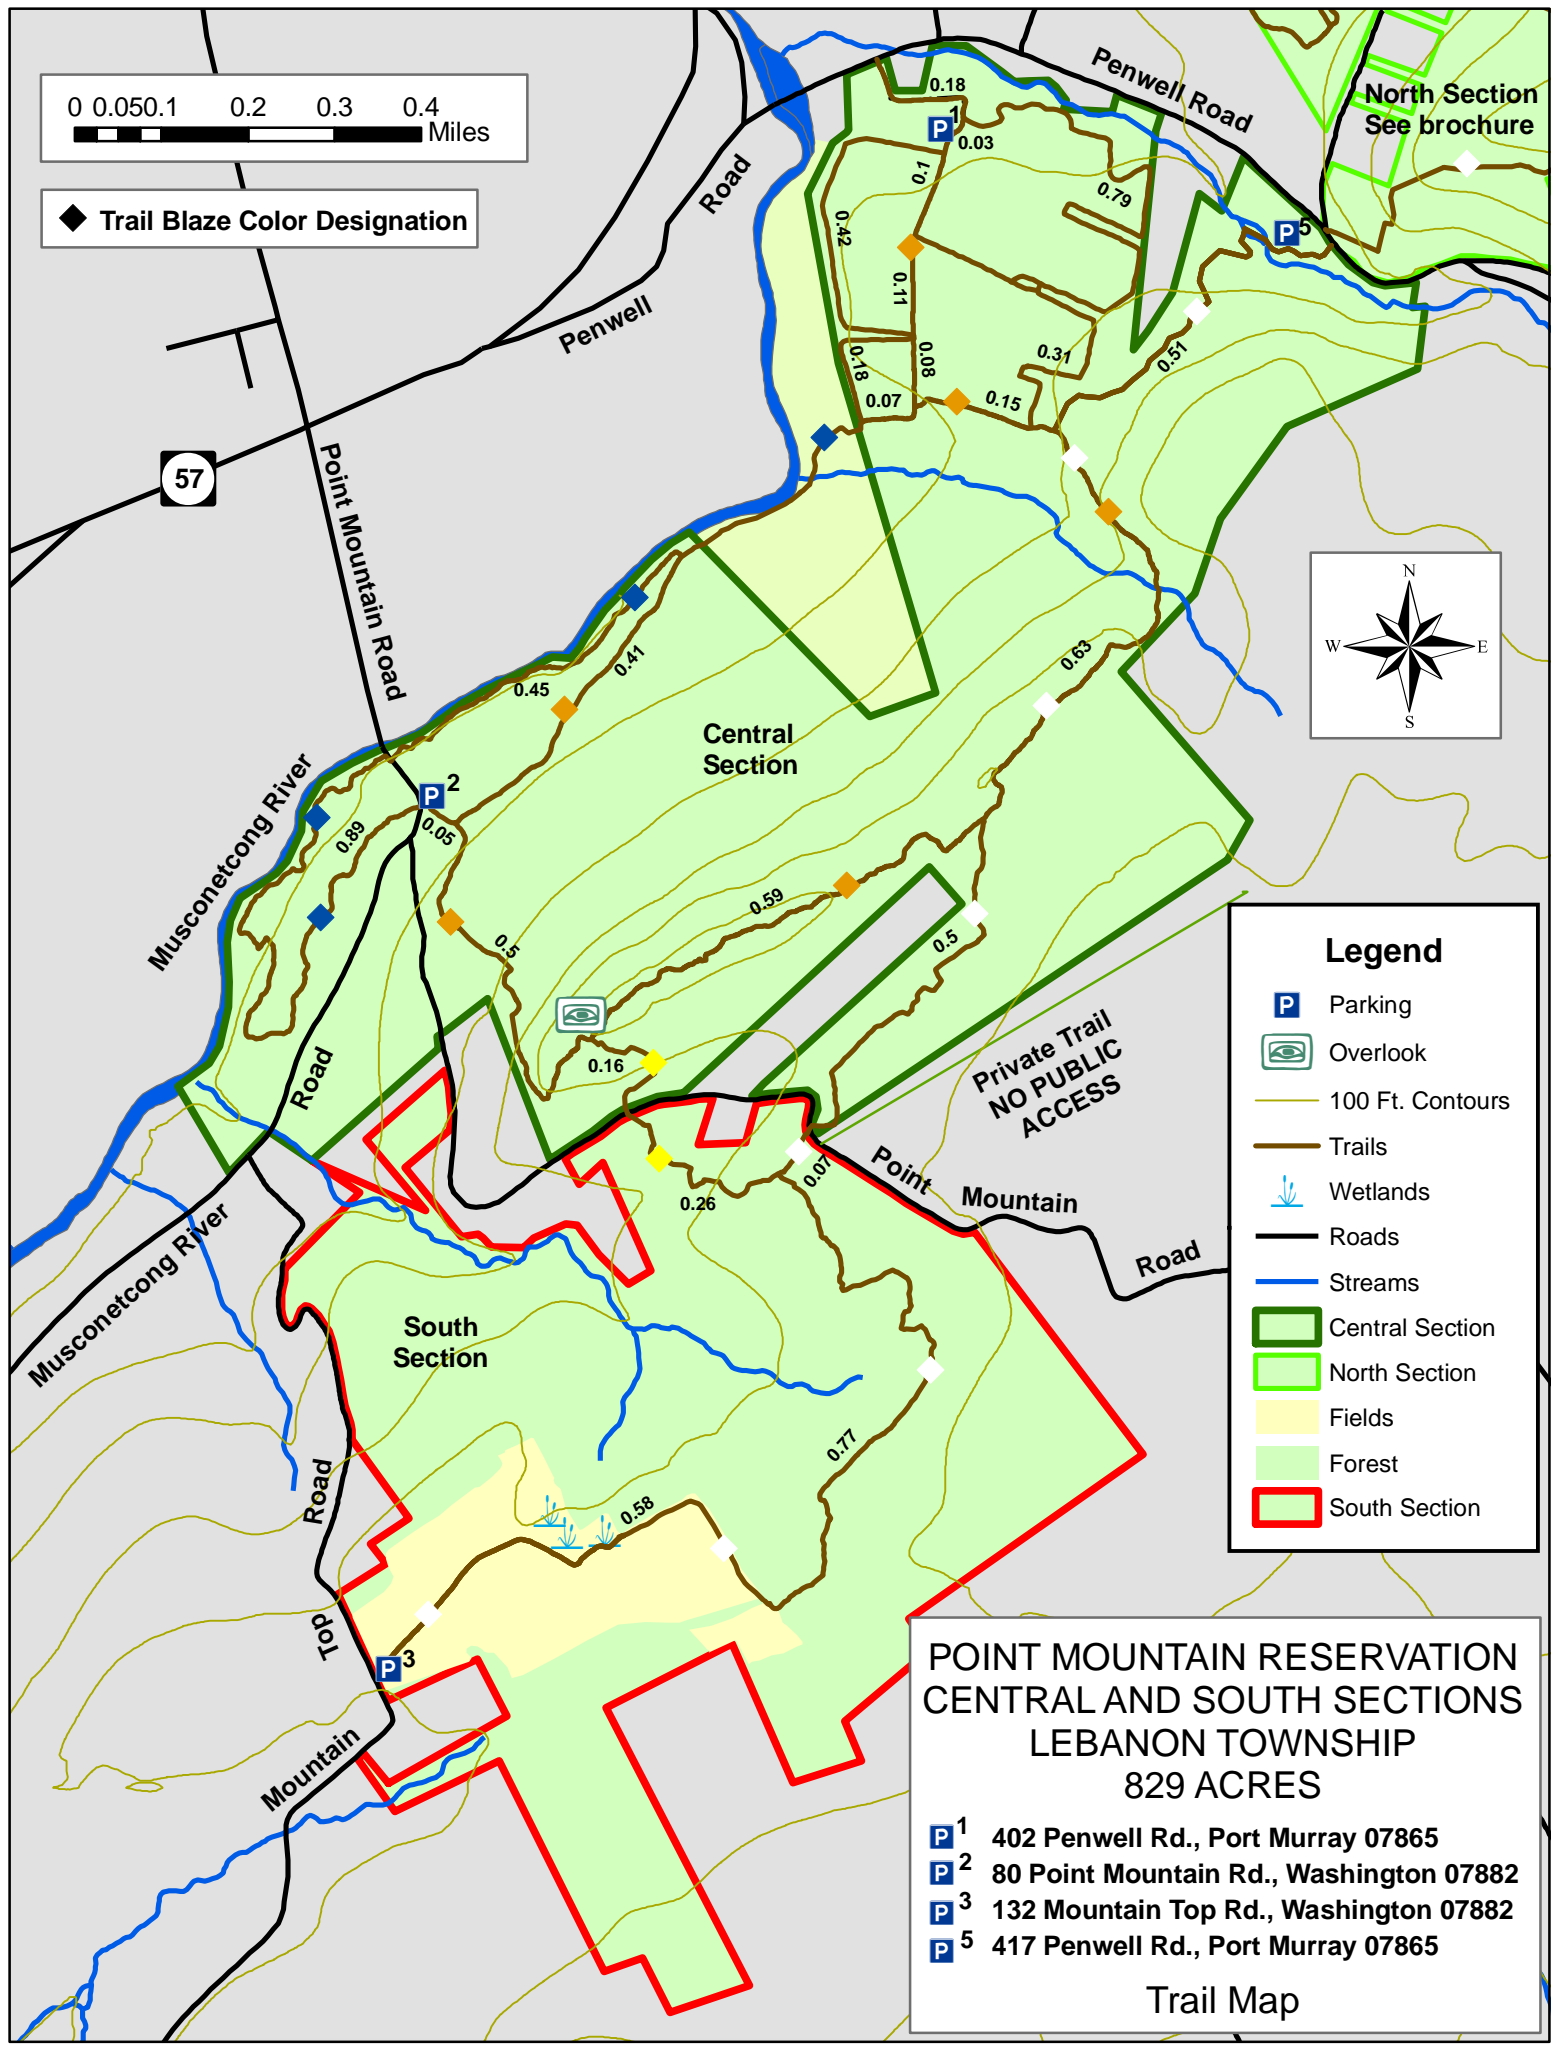 0 0.05 0.1 0.2 0.3 0.4
Miles
Trail Blaze Color Designation
Penwell Road
North Section
See brochure
Road
Penwell
57
Point Mountain Road
0.18
P 1
0.03
0.1
0.79
0.42
P 5
0.11
0.51
0.31
0.18
0.08
0.07
0.15
N
W E
S
0.63
0.41
0.45
Central
Section
Musconetcong River
P 2
0.05
0.89
0.59
0.5
0.5
Road
0.16
Private Trail
NO PUBLIC
ACCESS
Point
Mountain
Road
0.07
0.26
Musconetcong River
South
Section
0.77
Road
0.58
Top
P 3
Mountain
Legend
P Parking
Overlook
100 Ft. Contours
Trails
Wetlands
Roads
Streams
Central Section
North Section
Fields
Forest
South Section
POINT MOUNTAIN RESERVATION
CENTRAL AND SOUTH SECTIONS
LEBANON TOWNSHIP
829 ACRES
P 1 402 Penwell Rd., Port Murray 07865
P 2 80 Point Mountain Rd., Washington 07882
P 3 132 Mountain Top Rd., Washington 07882
P 5 417 Penwell Rd., Port Murray 07865
Trail Map